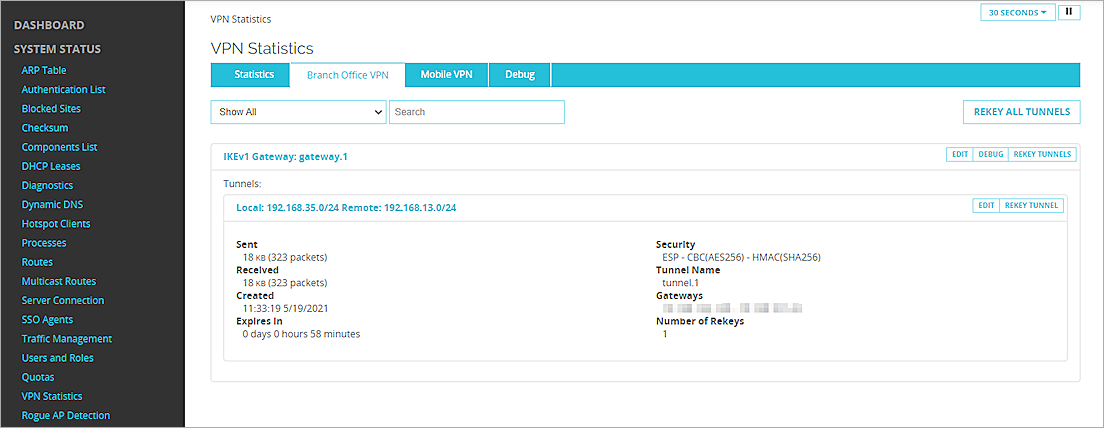 DASHBOARD
SYSTEM STATUS
ARP Table
Authentication List
Blocked Sites
Checksum
Components List
DHCP Leases
Diagnostics
Dynamic DNS
Hotspot Clients
Processes
Routes
Multicast Routes
Server Connection
SSO Agents
Traffic Management
Users and Roles
Quotas
VPN Statistics
Rogue AP Detection
VPN Statistics
30 SECONDS
VPN Statistics
Statistics Branch Office VPN Mobile VPN Debug
Show All Search REKEY ALL TUNNELS
IKEv1 Gateway: gateway.1 EDIT DEBUG REKEY TUNNELS
Tunnels:
Local: 192.168.35.0/24 Remote: 192.168.13.0/24 EDIT REKEY TUNNEL
Sent
18 KB (323 packets)
Received
18 KB (323 packets)
Created
11:33:19 5/19/2021
Expires In
0 days 0 hours 58 minutes
Security
ESP - CBC(AES256) - HMAC(SHA256)
Tunnel Name
tunnel.1
Gateways
Number of Rekeys
1